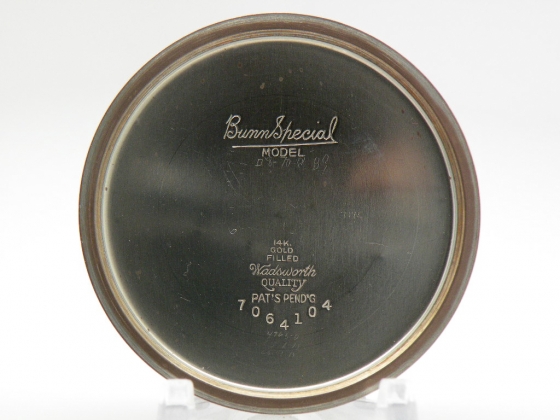 Bunn Special
MODEL
14K.
GOLD
FILLED
Wadsworth
QUALITY
PAT'S PEND'G
7064104